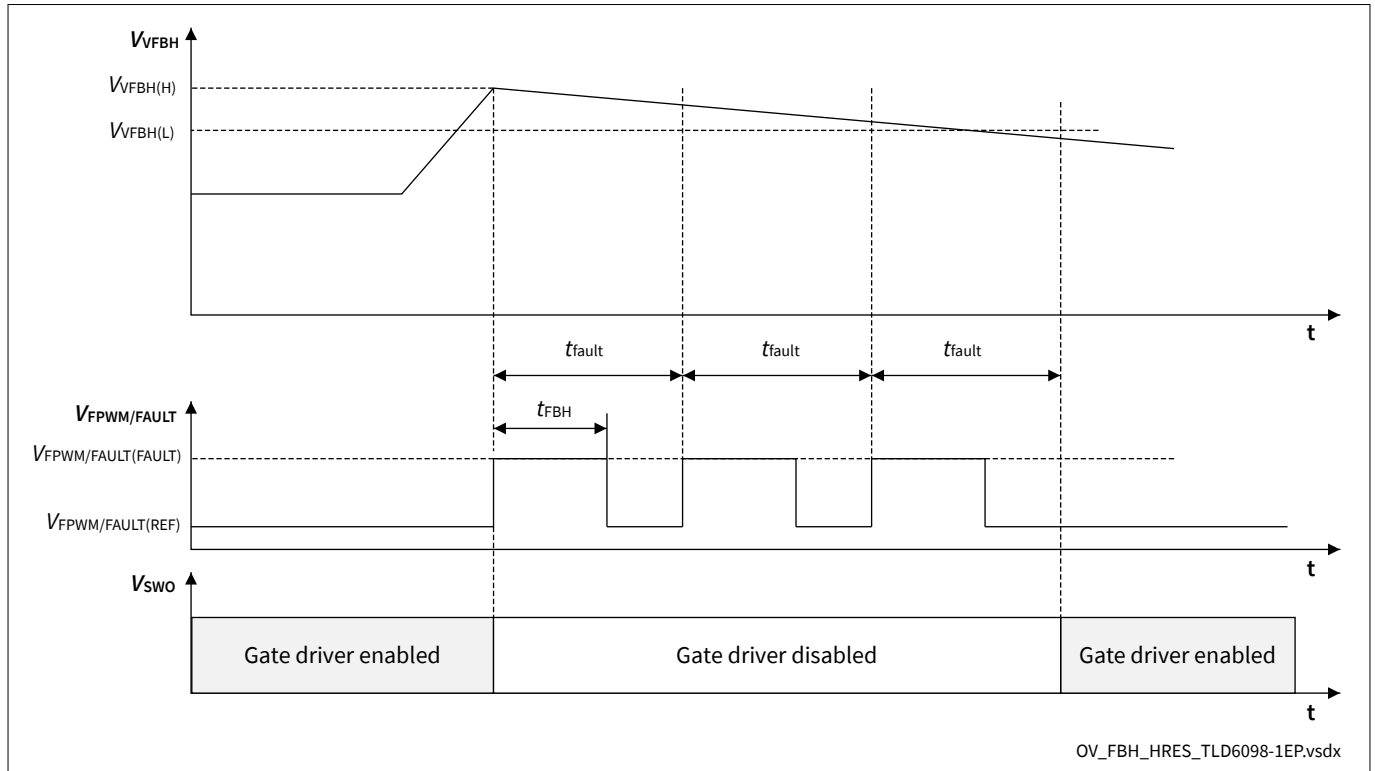 VVFBH
VVFBH(H)
VVFBH(L)
t
tfault tfault tfault
VFPWM/FAULT
tFBH
VFPWM/FAULT(FAULT)
VFPWM/FAULT(REF)
t
VSWO
Gate driver enabled Gate driver disabled Gate driver enabled
t
OV_FBH_HRES_TLD6098-1EP.vsdx